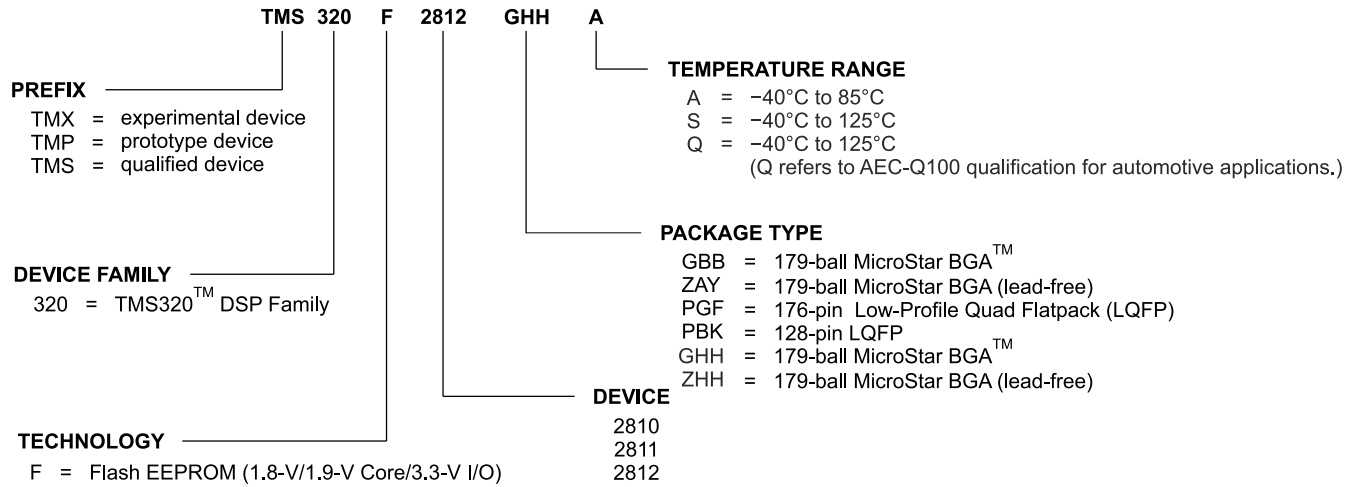 TMS 320 F 2812 GHH A
PREFIX
TMX = experimental device
TMP = prototype device
TMS = qualified device
TEMPERATURE RANGE
A = −40°C to 85°C
S = −40°C to 125°C
Q = −40°C to 125°C
(Q refers to AEC-Q100 qualification for automotive applications.)
DEVICE FAMILY
320 = TMS320™ DSP Family
PACKAGE TYPE
GBB = 179-ball MicroStar BGA™
ZAY = 179-ball MicroStar BGA (lead-free)
PGF = 176-pin Low-Profile Quad Flatpack (LQFP)
PBK = 128-pin LQFP
GHH = 179-ball MicroStar BGA™
ZHH = 179-ball MicroStar BGA (lead-free)
TECHNOLOGY
F = Flash EEPROM (1.8-V/1.9-V Core/3.3-V I/O)
DEVICE
2810
2811
2812